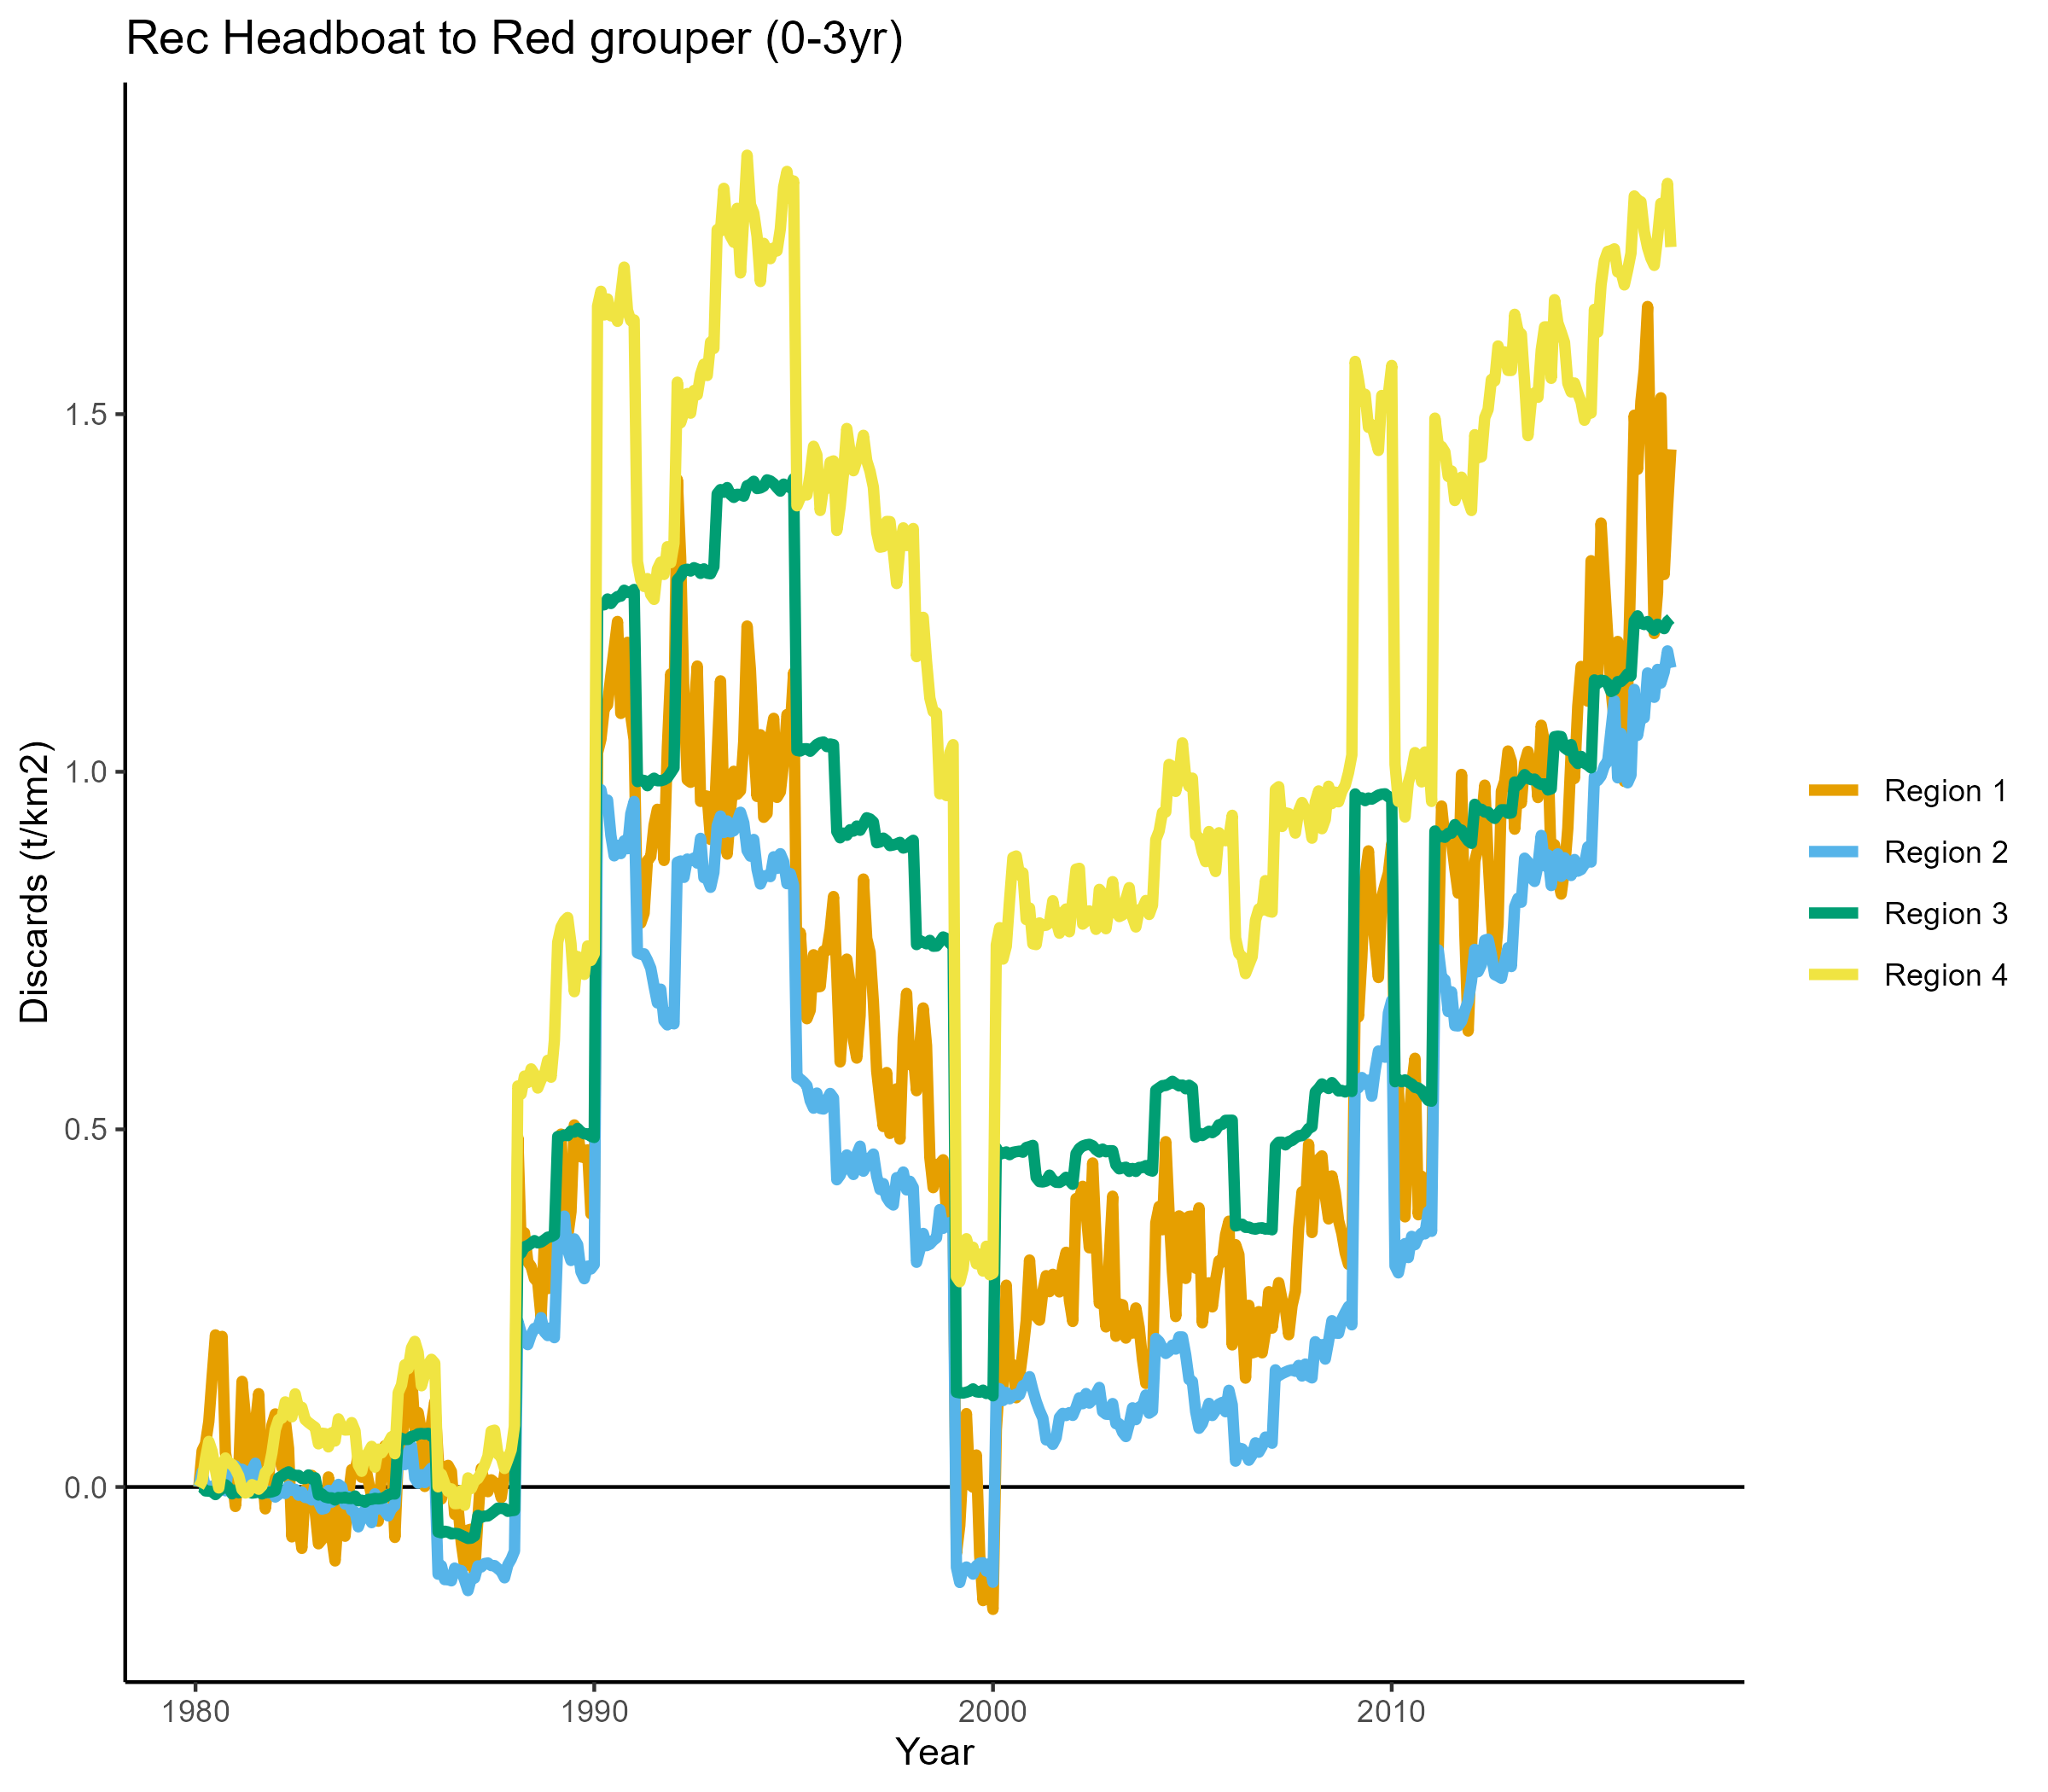 Rec Headboat to Red grouper (0-3yr)
Discards (t/km2)
1.5
1.0
0.5
0.0
1980
1990
2000
2010
Year
Region 1
Region 2
Region 3
Region 4